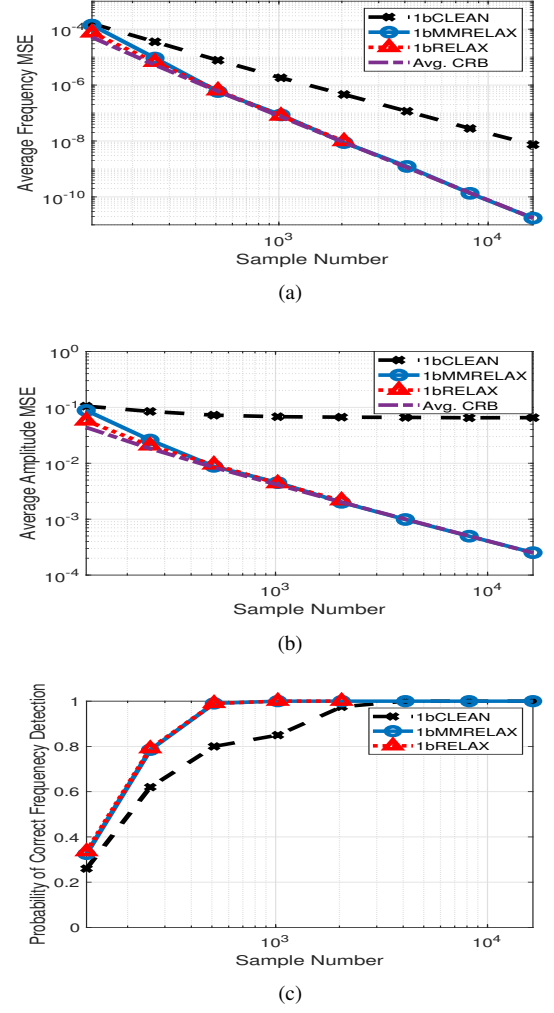 10^-4
10^-6
10^-8
10^-10
Average Frequency MSE
1bCLEAN
1bMMRELAX
1bRELAX
Avg. CRB
10^3
10^4
Sample Number
(a)
10^0
10^-1
10^-2
10^-3
10^-4
Average Amplitude MSE
1bCLEAN
1bMMRELAX
1bRELAX
Avg. CRB
10^3
10^4
Sample Number
(b)
1
0.8
0.6
0.4
0.2
0
Probability of Correct Frequenecy Detection
1bCLEAN
1bMMRELAX
1bRELAX
10^3
10^4
Sample Number
(c)